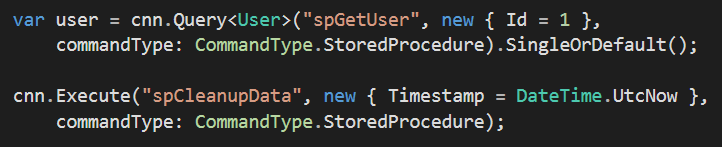 var user = cnn.Query<User>("spGetUser", new { Id = 1 },
    commandType: CommandType.StoredProcedure).SingleOrDefault();

cnn.Execute("spCleanupData", new { Timestamp = DateTime.UtcNow },
    commandType: CommandType.StoredProcedure);